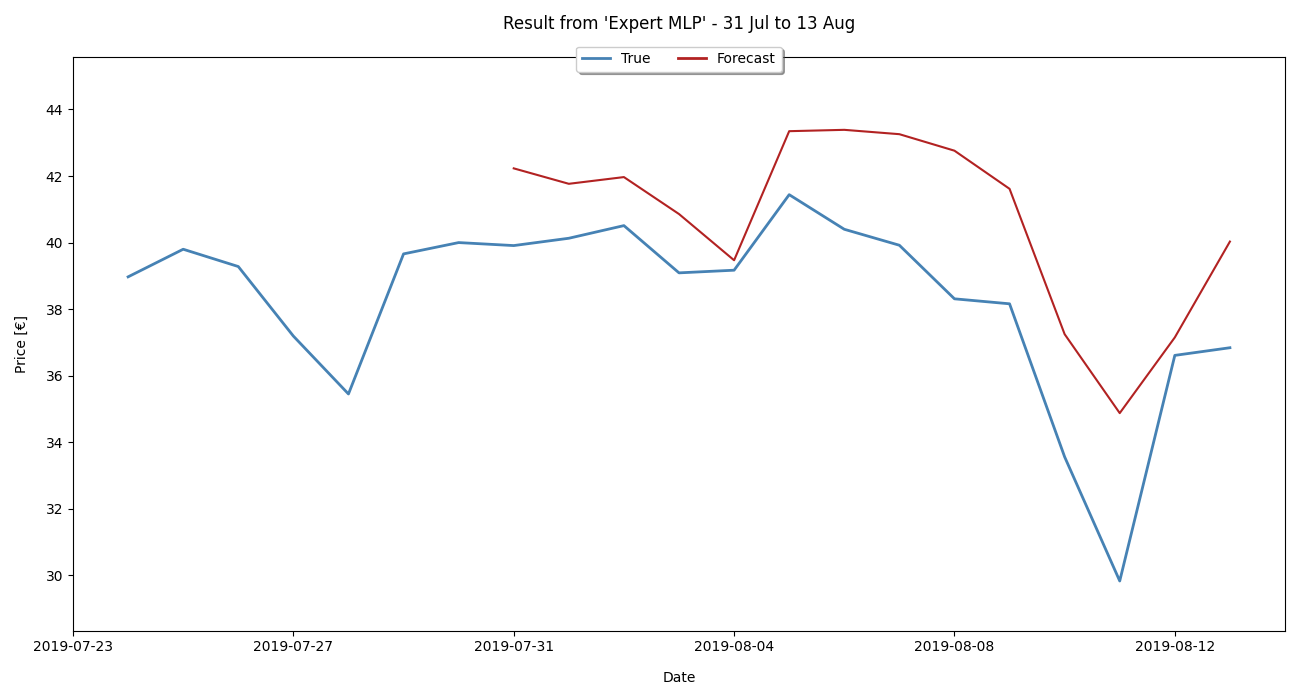 Result from 'Expert MLP' - 31 Jul to 13 Aug
True Forecast
44
42
40
38
36
34
32
30
Price [€]
2019-07-23 2019-07-27 2019-07-31 2019-08-04 2019-08-08 2019-08-12
Date